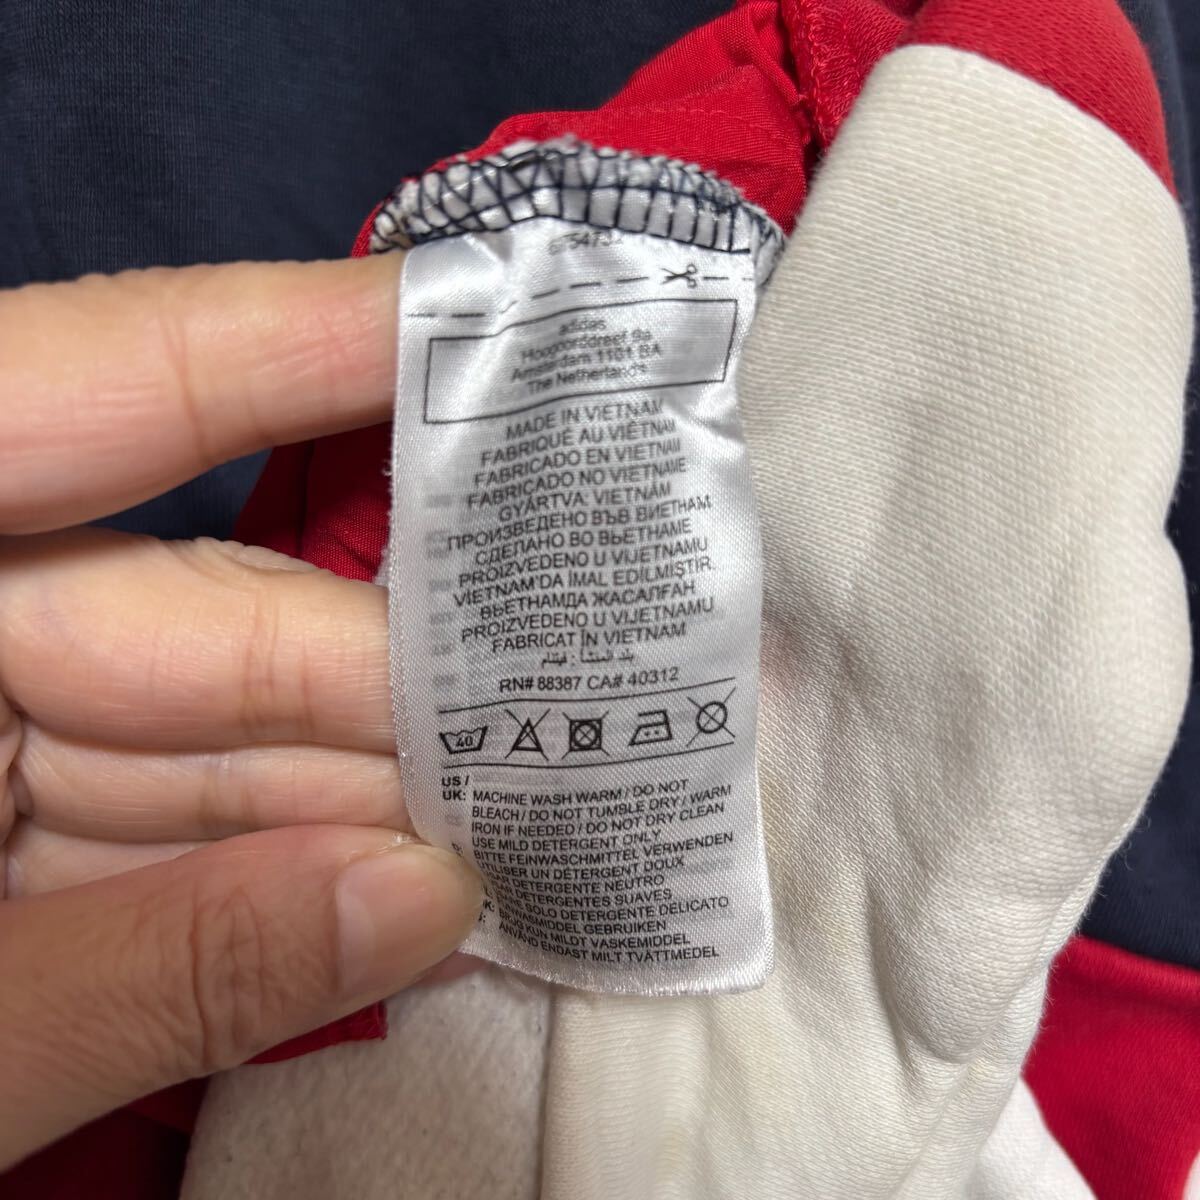 adidas
Hoogoorddreef 9a
Amsterdam 1101 BA
The Netherlands
MADE IN VIETNAM
FABRIQUÉ AU VIÊTNAM
FABRICADO EN VIETNAM
FABRICADO NO VIETNAME
GYÁRTVA: VIETNÁM
ПРОИЗВЕДЕНО ВЪВ ВИЕТНАМ
СДЕЛАНО ВО ВЬЕТНАМЕ
PROIZVEDENO U VIJETNAMU
VİETNAM'DA İMAL EDİLMİŞTİR.
ВЬЕТНАМДА ЖАСАЛҒАН
PROIZVEDENO U VIJETNAMU
FABRICAT ÎN VIETNAM
بلد المنشأ : فيتنام
RN# 88387 CA# 40312
40
US /
UK: MACHINE WASH WARM / DO NOT
BLEACH / DO NOT TUMBLE DRY / WARM
IRON IF NEEDED / DO NOT DRY CLEAN
USE MILD DETERGENT ONLY
BITTE FEINWASCHMITTEL VERWENDEN
UTILISER UN DÉTERGENT DOUX
DETERGENTE NEUTRO
DETERGENTES SUAVES
SOLO DETERGENTE DELICATO
GEBRUIKEN
BRUG KUN MILDT VASKEMIDDEL
ANVÄND ENDAST MILT TVÄTTMEDEL